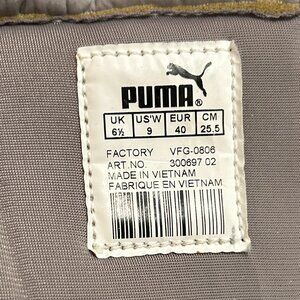 PUMA®
UK US'W EUR CM
6½ 9 40 25.5
FACTORY VFG-0806
ART.NO. 300697 02
MADE IN VIETNAM
FABRIQUE EN VIETNAM